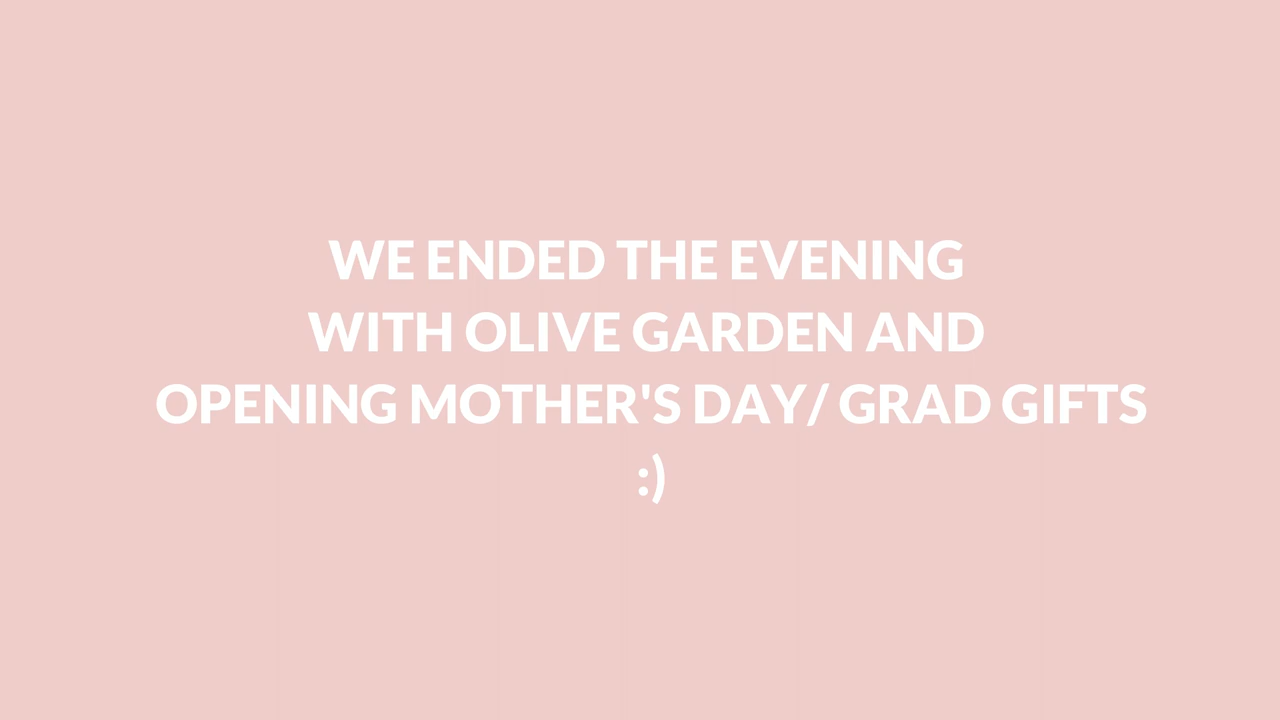 WE ENDED THE EVENING
WITH OLIVE GARDEN AND
OPENING MOTHER'S DAY/ GRAD GIFTS
:)